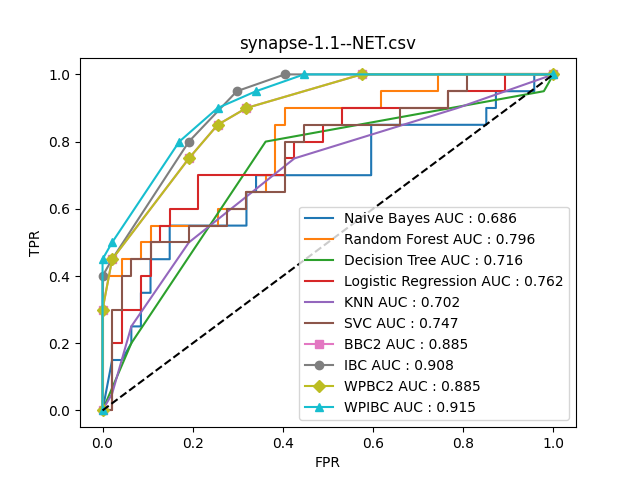 synapse-1.1--NET.csv
1.0
0.8
0.6
0.4
0.2
0.0
TPR
Naive Bayes AUC : 0.686
Random Forest AUC : 0.796
Decision Tree AUC : 0.716
Logistic Regression AUC : 0.762
KNN AUC : 0.702
SVC AUC : 0.747
BBC2 AUC : 0.885
IBC AUC : 0.908
WPBC2 AUC : 0.885
WPIBC AUC : 0.915
0.0 0.2 0.4 0.6 0.8 1.0
FPR